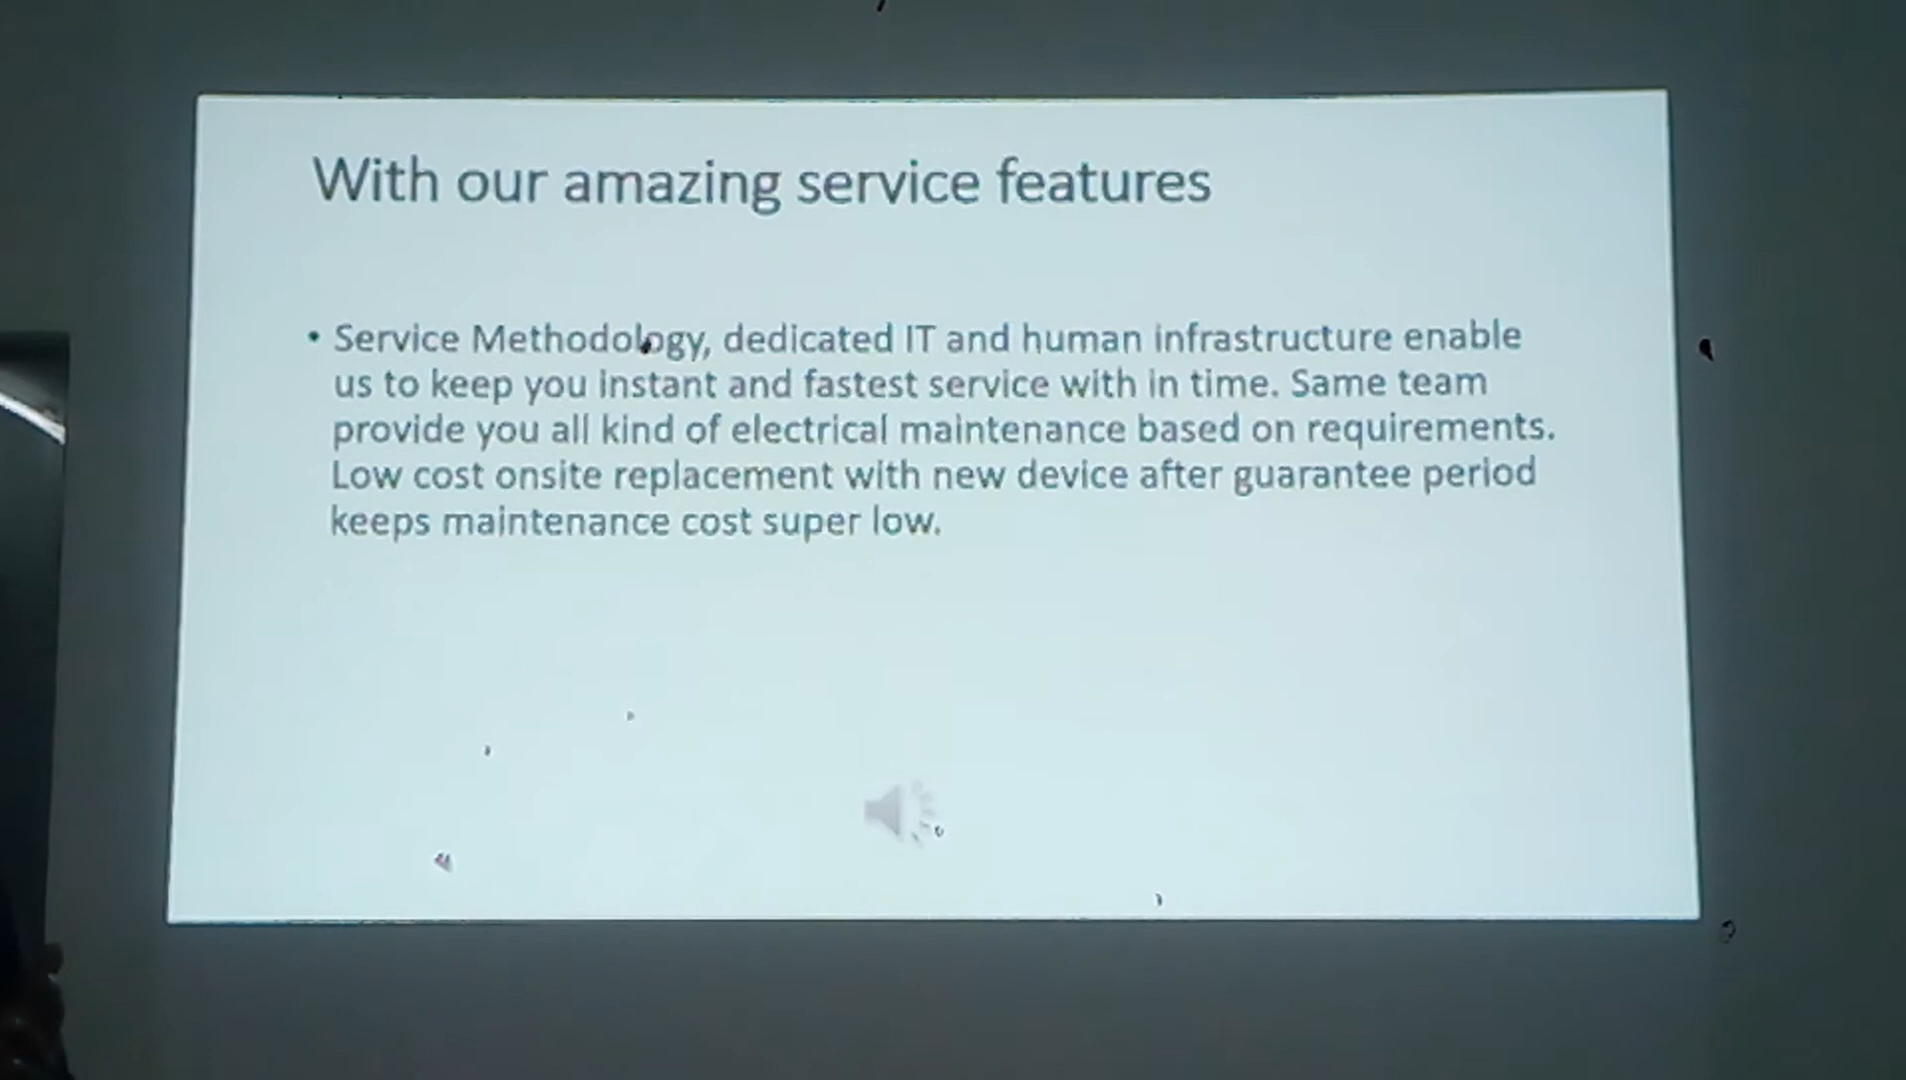 With our amazing service features
• Service Methodology, dedicated IT and human infrastructure enable
us to keep you instant and fastest service with in time. Same team
provide you all kind of electrical maintenance based on requirements.
Low cost onsite replacement with new device after guarantee period
keeps maintenance cost super low.